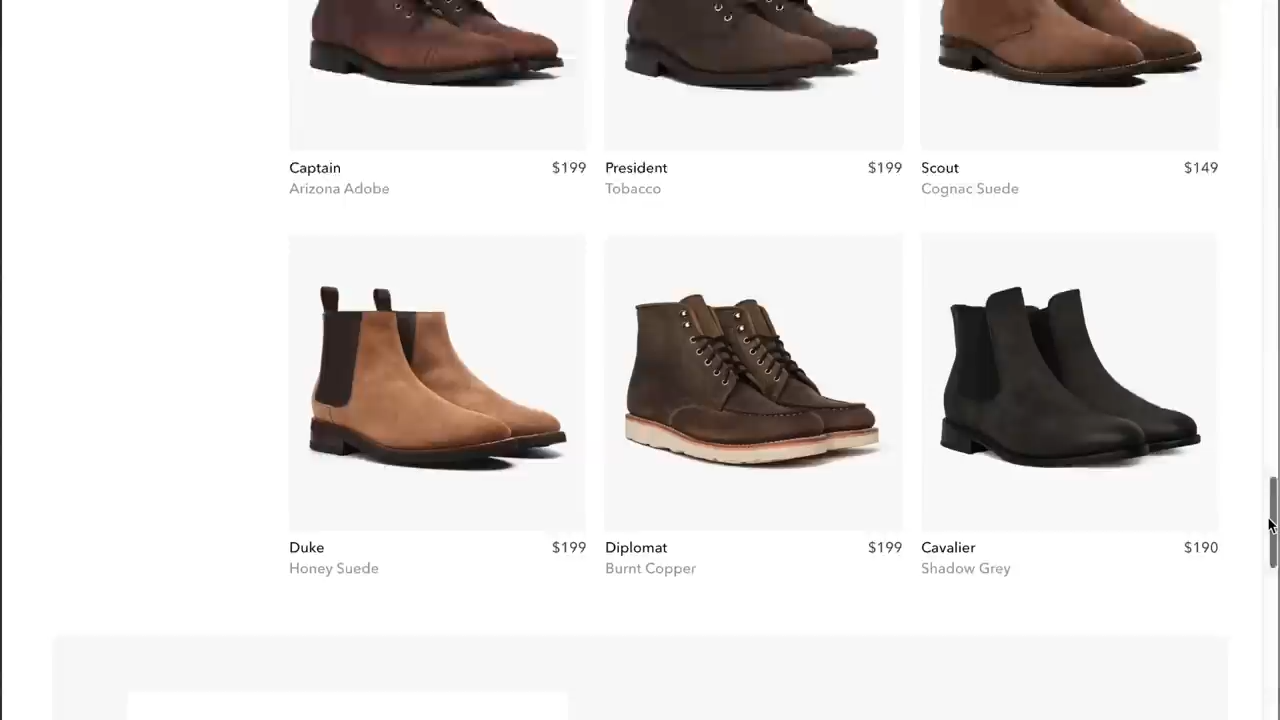 Captain $199 President $199 Scout $149
Arizona Adobe Tobacco Cognac Suede
Duke $199 Diplomat $199 Cavalier $190
Honey Suede Burnt Copper Shadow Grey